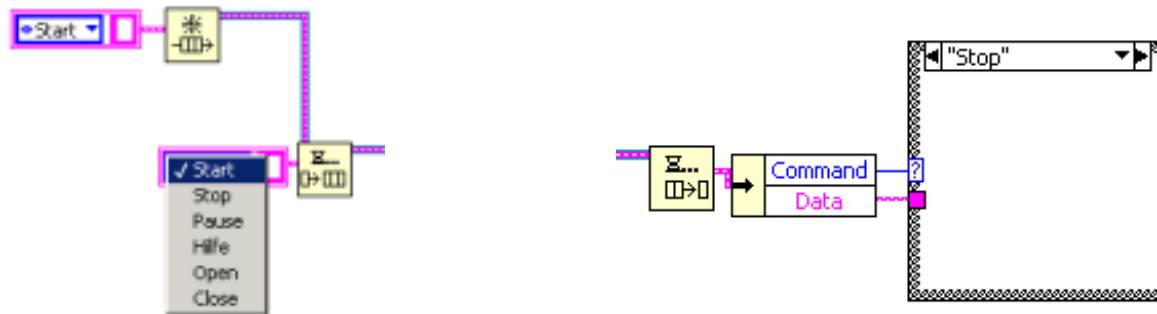 Start
Start
Stop
Pause
Hilfe
Open
Close
"Stop"
?
Command
Data